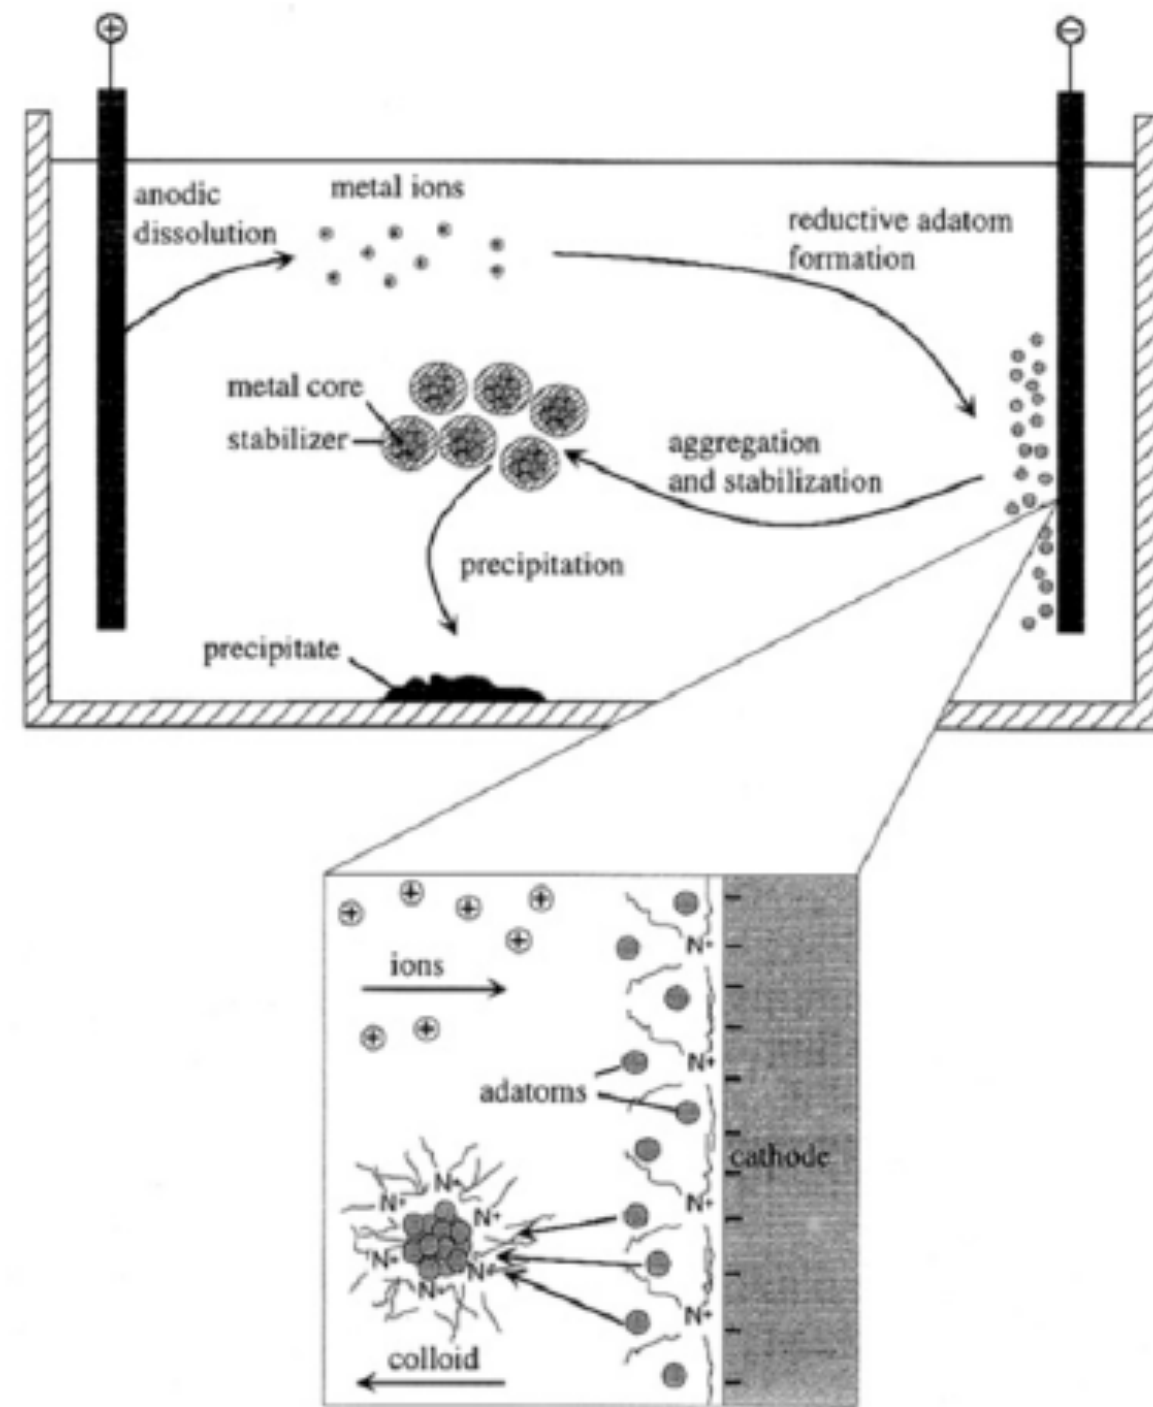 +
−
anodic
dissolution
metal ions
reductive adatom
formation
metal core
stabilizer
aggregation
and stabilization
precipitation
precipitate
+ + + + +
ions
+ +
adatoms
cathode
N+
N+
N+
N+
N+
N+
N+
N+
N+
N+
colloid